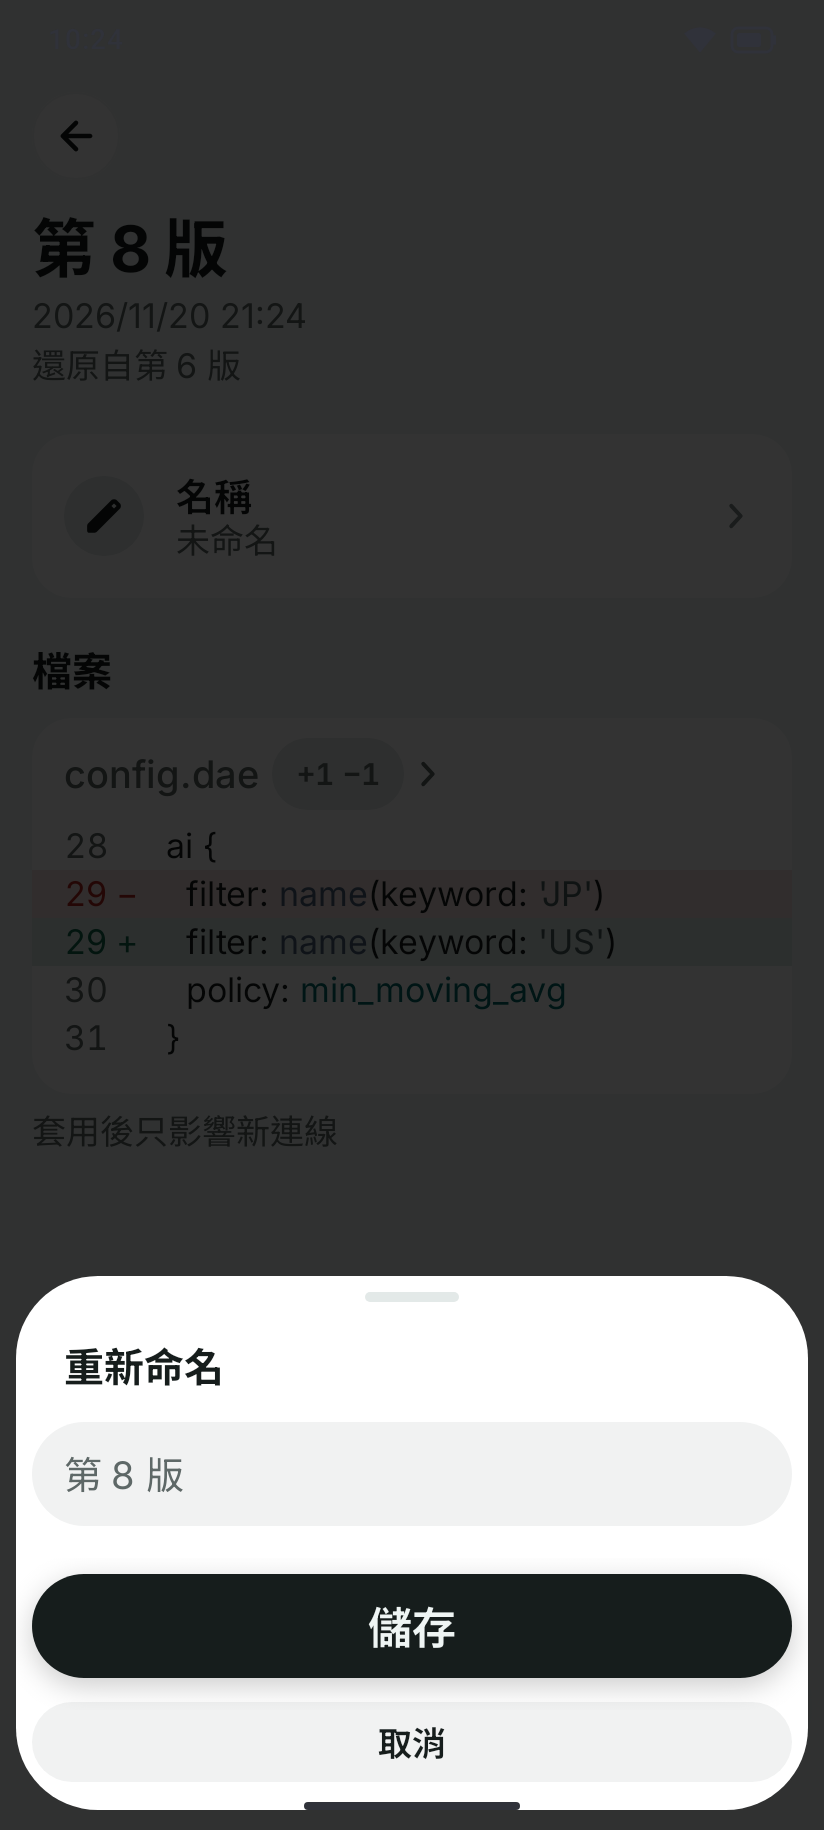 第 8 版
2026/11/20 21:24
還原自第 6 版
名稱
未命名
檔案
config.dae +1 −1
28 ai {
29 − filter: name(keyword: 'JP')
29 + filter: name(keyword: 'US')
30 policy: min_moving_avg
31 }
套用後只影響新連線
重新命名
第 8 版
儲存
取消